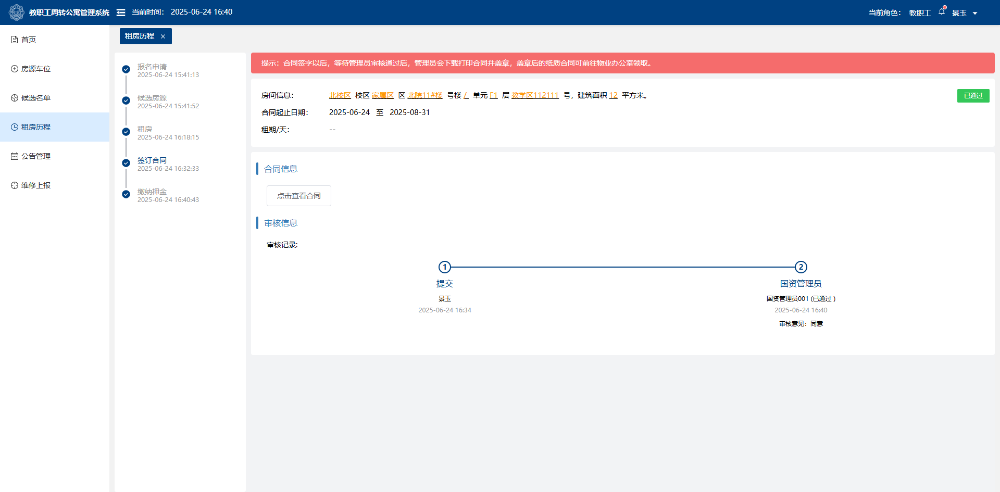 教职工周转公寓管理系统 当前时间： 2025-06-24 16:40 当前角色： 教职工 景玉
首页
房源车位
候选名单
租房历程
公告管理
维修上报
租房历程
报名申请
2025-06-24 15:41:13
候选房源
2025-06-24 15:41:52
租房
2025-06-24 16:18:15
签订合同
2025-06-24 16:32:33
缴纳押金
2025-06-24 16:40:43
提示：合同签字以后，等待管理员审核通过后，管理员会下载打印合同并盖章，盖章后的纸质合同可前往物业办公室领取。
房间信息： 北校区 校区 家属区 区 北院11#楼 号楼 / 单元 F1 层 教学区112111 号，建筑面积 12 平方米。 已通过
合同起止日期： 2025-06-24 至 2025-08-31
租期/天： --
合同信息
点击查看合同
审核信息
审核记录:
1 2
提交 国资管理员
景玉 国资管理员001 (已通过 )
2025-06-24 16:34 2025-06-24 16:40
审核意见：同意